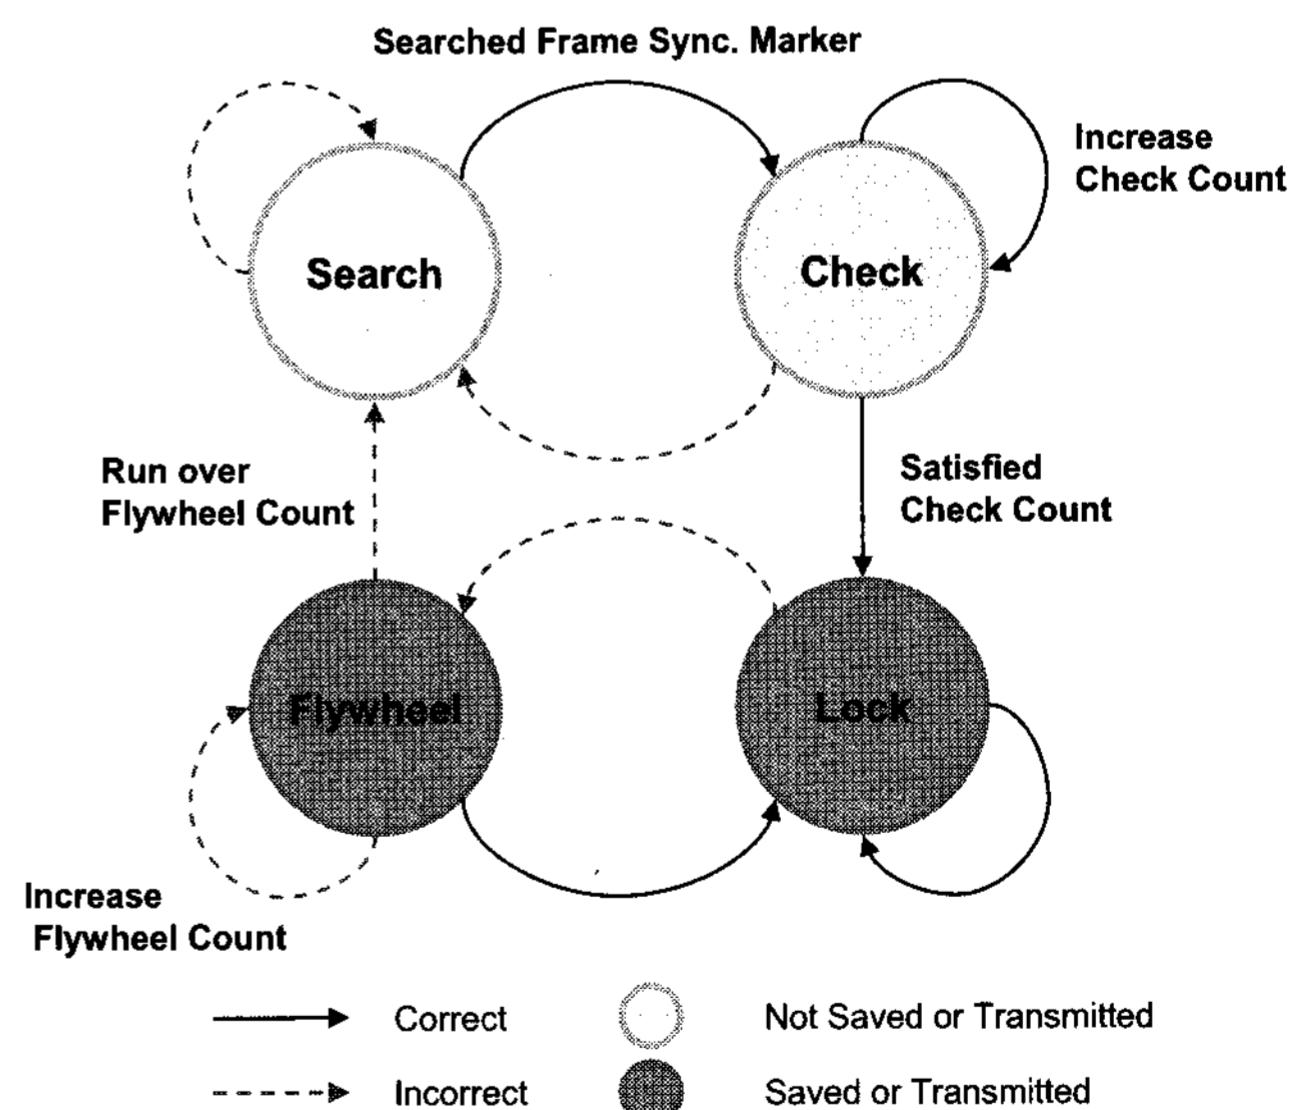 Searched Frame Sync. Marker
Increase
Check Count
Search
Check
Run over
Flywheel Count
Satisfied
Check Count
Flywheel
Lock
Increase
Flywheel Count
Correct
Not Saved or Transmitted
Incorrect
Saved or Transmitted